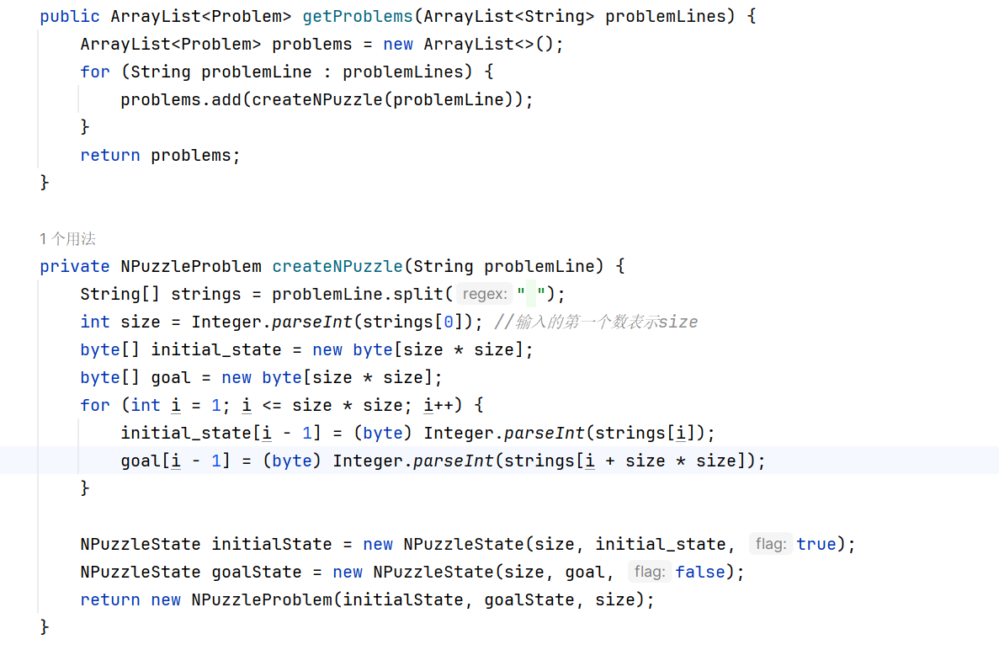 public ArrayList<Problem> getProblems(ArrayList<String> problemLines) {
    ArrayList<Problem> problems = new ArrayList<>();
    for (String problemLine : problemLines) {
        problems.add(createNPuzzle(problemLine));
    }
    return problems;
}
1 个用法
private NPuzzleProblem createNPuzzle(String problemLine) {
    String[] strings = problemLine.split( regex: " ");
    int size = Integer.parseInt(strings[0]); //输入的第一个数表示size
    byte[] initial_state = new byte[size * size];
    byte[] goal = new byte[size * size];
    for (int i = 1; i <= size * size; i++) {
        initial_state[i - 1] = (byte) Integer.parseInt(strings[i]);
        goal[i - 1] = (byte) Integer.parseInt(strings[i + size * size]);
    }
    NPuzzleState initialState = new NPuzzleState(size, initial_state, flag: true);
    NPuzzleState goalState = new NPuzzleState(size, goal, flag: false);
    return new NPuzzleProblem(initialState, goalState, size);
}